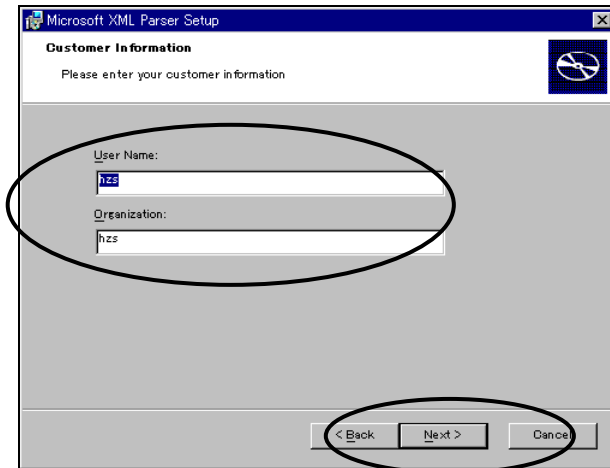 Microsoft XML Parser Setup
Customer Information
Please enter your customer information
User Name:
hzs
Organization:
hzs
< Back
Next >
Cancel